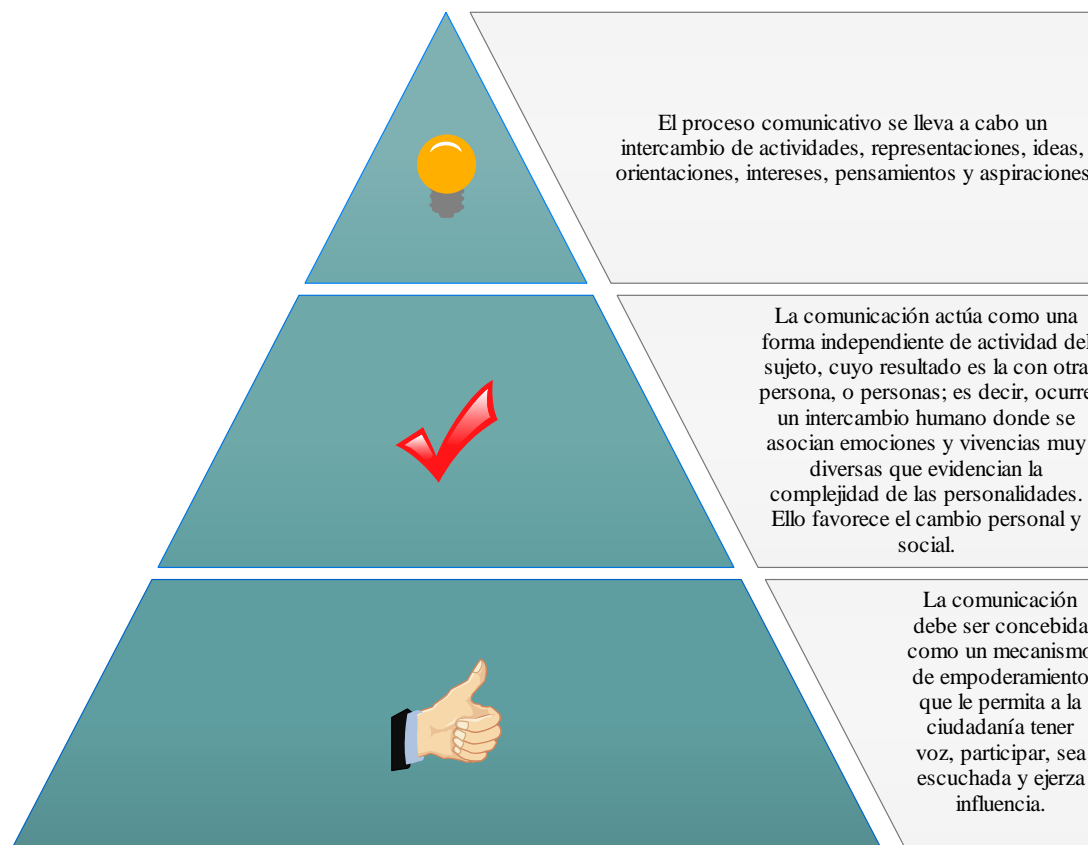 El proceso comunicativo se lleva a cabo un
intercambio de actividades, representaciones, ideas,
orientaciones, intereses, pensamientos y aspiraciones
La comunicación actúa como una
forma independiente de actividad del
sujeto, cuyo resultado es la con otra
persona, o personas; es decir, ocurre
un intercambio humano donde se
asocian emociones y vivencias muy
diversas que evidencian la
complejidad de las personalidades.
Ello favorece el cambio personal y
social.
La comunicación
debe ser concebida
como un mecanismo
de empoderamiento
que le permita a la
ciudadanía tener
voz, participar, sea
escuchada y ejerza
influencia.